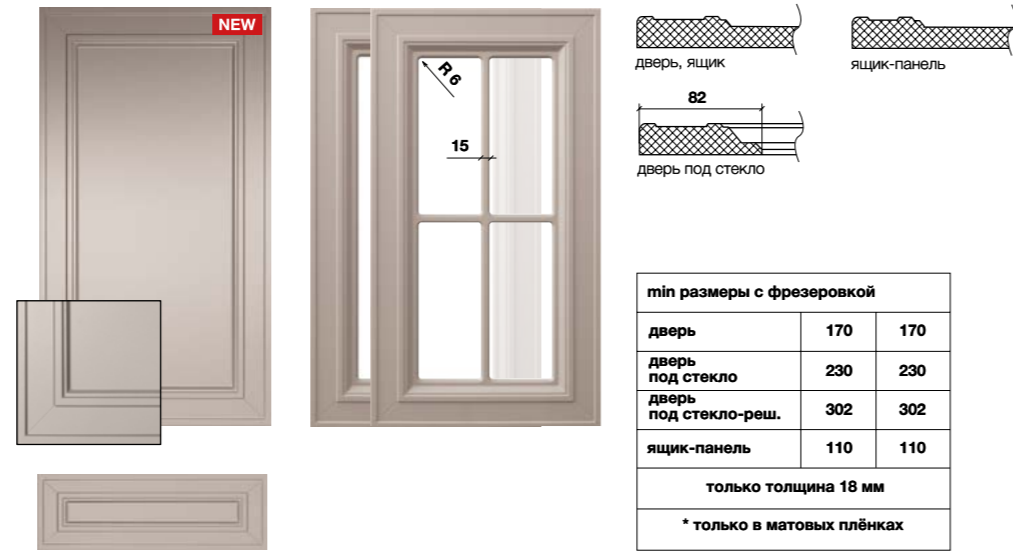 NEW
R 6
15
дверь, ящик
ящик-панель
82
дверь под стекло
min размеры с фрезеровкой
дверь 170 170
дверь
под стекло 230 230
дверь
под стекло-реш. 302 302
ящик-панель 110 110
только толщина 18 мм
* только в матовых плёнках